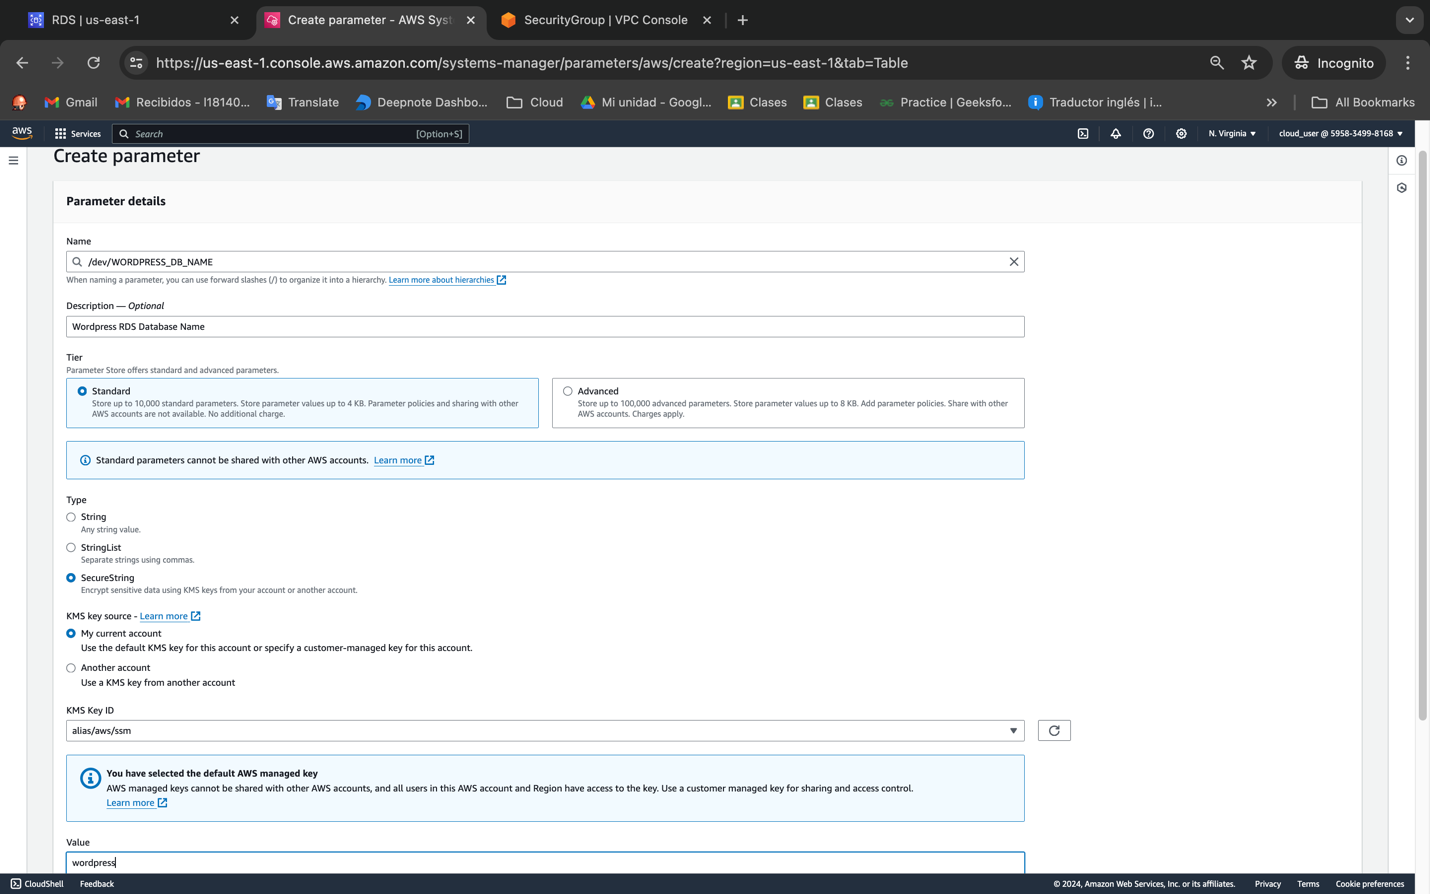 RDS | us-east-1
Create parameter - AWS Syst
SecurityGroup | VPC Console
https://us-east-1.console.aws.amazon.com/systems-manager/parameters/aws/create?region=us-east-1&tab=Table
Incognito
Gmail
Recibidos - l18140...
Translate
Deepnote Dashbo...
Cloud
Mi unidad - Googl...
Clases
Clases
Practice | Geeksfo...
Traductor inglés | i...
All Bookmarks
aws
Services
Search
[Option+S]
N. Virginia
cloud_user @ 5958-3499-8168
Create parameter
Parameter details
Name
/dev/WORDPRESS_DB_NAME
When naming a parameter, you can use forward slashes (/) to organize it into a hierarchy. Learn more about hierarchies
Description — Optional
Wordpress RDS Database Name
Tier
Parameter Store offers standard and advanced parameters.
Standard
Store up to 10,000 standard parameters. Store parameter values up to 4 KB. Parameter policies and sharing with other
AWS accounts are not available. No additional charge.
Advanced
Store up to 100,000 advanced parameters. Store parameter values up to 8 KB. Add parameter policies. Share with other
AWS accounts. Charges apply.
Standard parameters cannot be shared with other AWS accounts. Learn more
Type
String
Any string value.
StringList
Separate strings using commas.
SecureString
Encrypt sensitive data using KMS keys from your account or another account.
KMS key source - Learn more
My current account
Use the default KMS key for this account or specify a customer-managed key for this account.
Another account
Use a KMS key from another account
KMS Key ID
alias/aws/ssm
You have selected the default AWS managed key
AWS managed keys cannot be shared with other AWS accounts, and all users in this AWS account and Region have access to the key. Use a customer managed key for sharing and access control.
Learn more
Value
wordpress
CloudShell
Feedback
© 2024, Amazon Web Services, Inc. or its affiliates.
Privacy
Terms
Cookie preferences